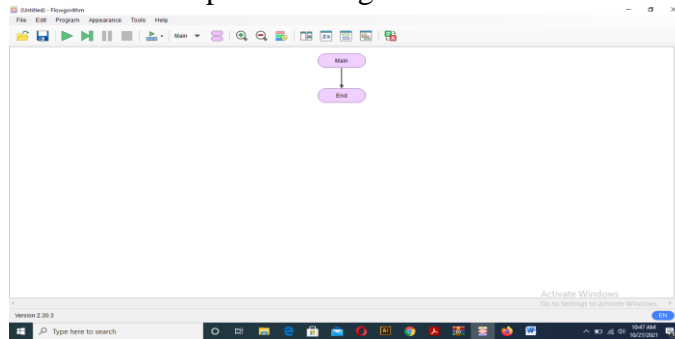 (Untitled) - Flowgorithm
File Edit Program Appearance Tools Help
Main
Main
End
Activate Windows
Go to Settings to activate Windows.
Version 2.30.3
EN
Type here to search
10:47 AM
10/27/2021